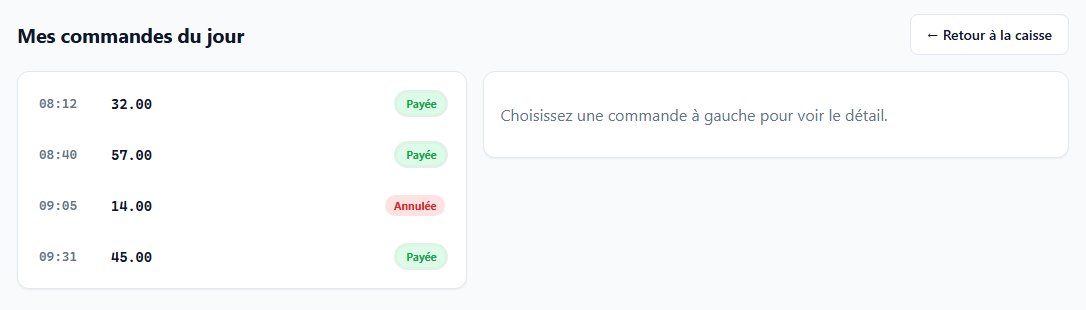 Mes commandes du jour
← Retour à la caisse
08:12 32.00 Payée
08:40 57.00 Payée
09:05 14.00 Annulée
09:31 45.00 Payée
Choisissez une commande à gauche pour voir le détail.